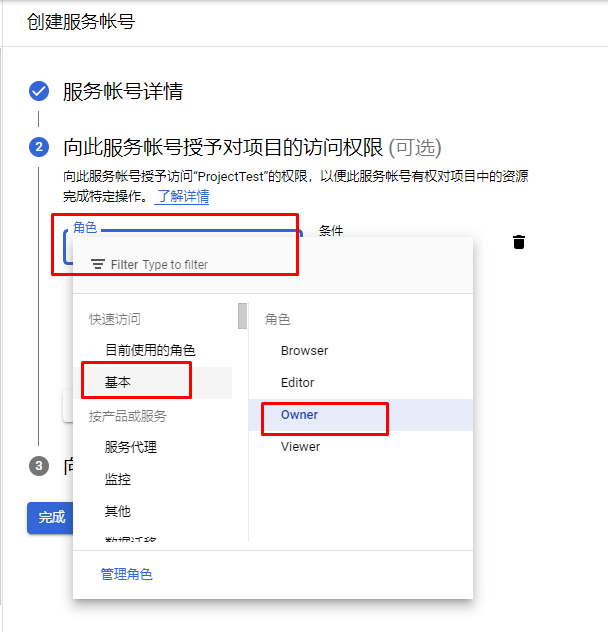 创建服务帐号
服务帐号详情
2 向此服务帐号授予对项目的访问权限 (可选)
向此服务帐号授予访问“ProjectTest”的权限，以便此服务帐号有权对项目中的资源
完成特定操作。 了解详情
角色
条件
Filter Type to filter
快速访问
目前使用的角色
基本
按产品或服务
服务代理
监控
其他
数据迁移
角色
Browser
Editor
Owner
Viewer
管理角色
3 向
完成